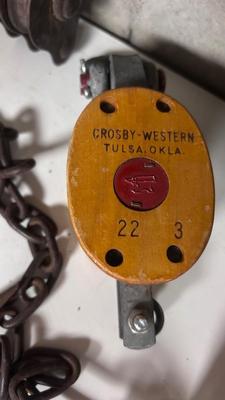 CROSBY-WESTERN
TULSA, OKLA.
22 3